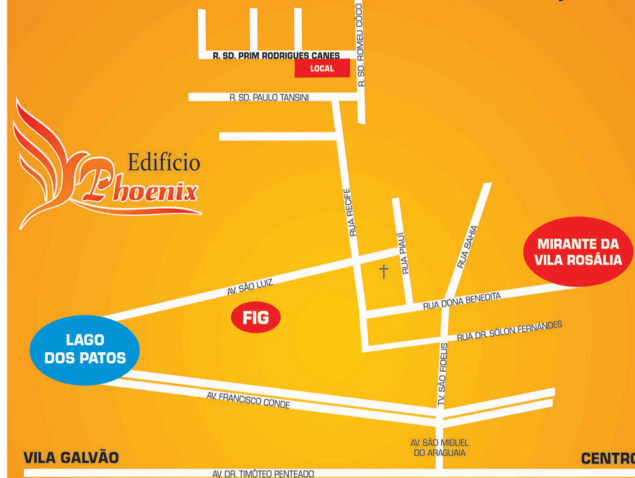 R. SD. PRIM RODRIGUES CANES
LOCAL
R. SD. ROMEU CÔCO
R. SD. PAULO TANSINI
Edifício
Phoenix
RUA RECIFE
RUA PIAUÍ
RUA BAHIA
MIRANTE DA
VILA ROSÁLIA
AV. SÃO LUIZ
FIG
RUA DONA BENEDITA
LAGO
DOS PATOS
RUA DR. SÓLON FERNANDES
TV. SÃO FIDELIS
AV. FRANCISCO CONDE
AV. SÃO MIGUEL
DO ARAGUAIA
VILA GALVÃO
CENTRO
AV. DR. TIMÓTEO PENTEADO